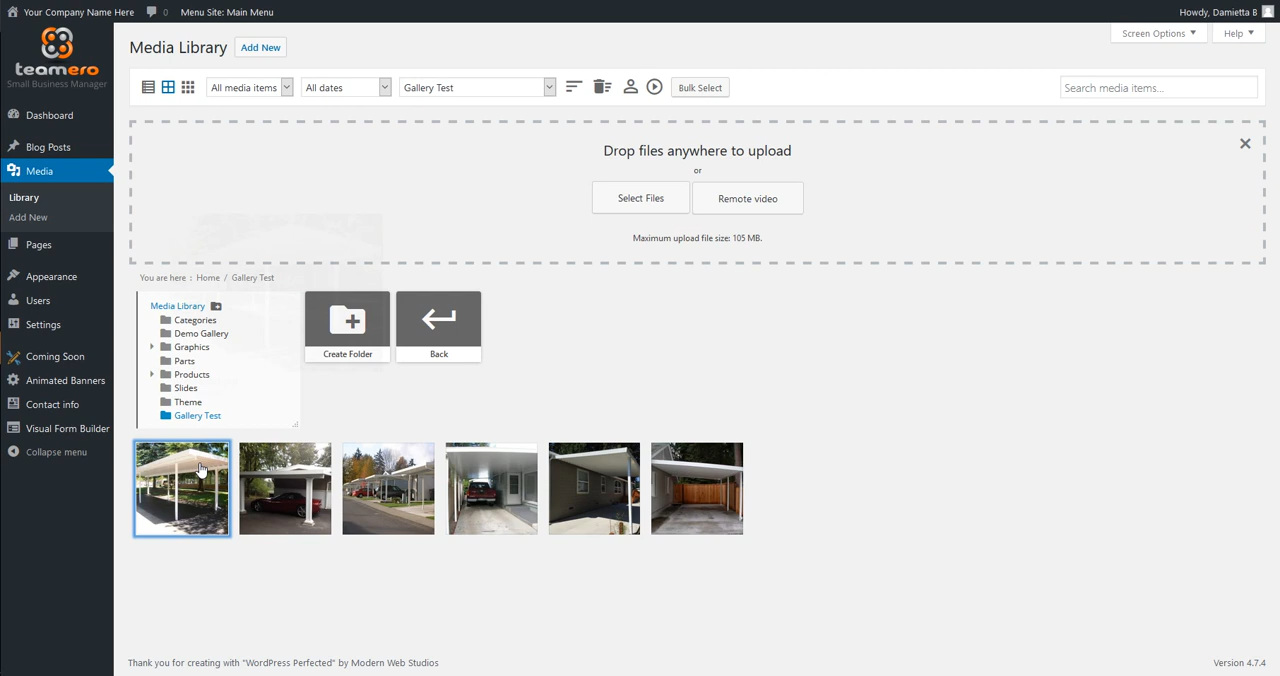 Your Company Name Here 0 Menu Site: Main Menu Howdy, Damietta B
teamero
Small Business Manager
Dashboard
Blog Posts
Media
Library
Add New
Pages
Appearance
Users
Settings
Coming Soon
Animated Banners
Contact info
Visual Form Builder
Collapse menu
Media Library Add New
Screen Options Help
All media items All dates Gallery Test Bulk Select Search media items...
Drop files anywhere to upload
or
Select Files Remote video
Maximum upload file size: 105 MB.
You are here : Home / Gallery Test
Media Library
Categories
Demo Gallery
Graphics
Parts
Products
Slides
Theme
Gallery Test
Create Folder Back
Thank you for creating with "WordPress Perfected" by Modern Web Studios Version 4.7.4